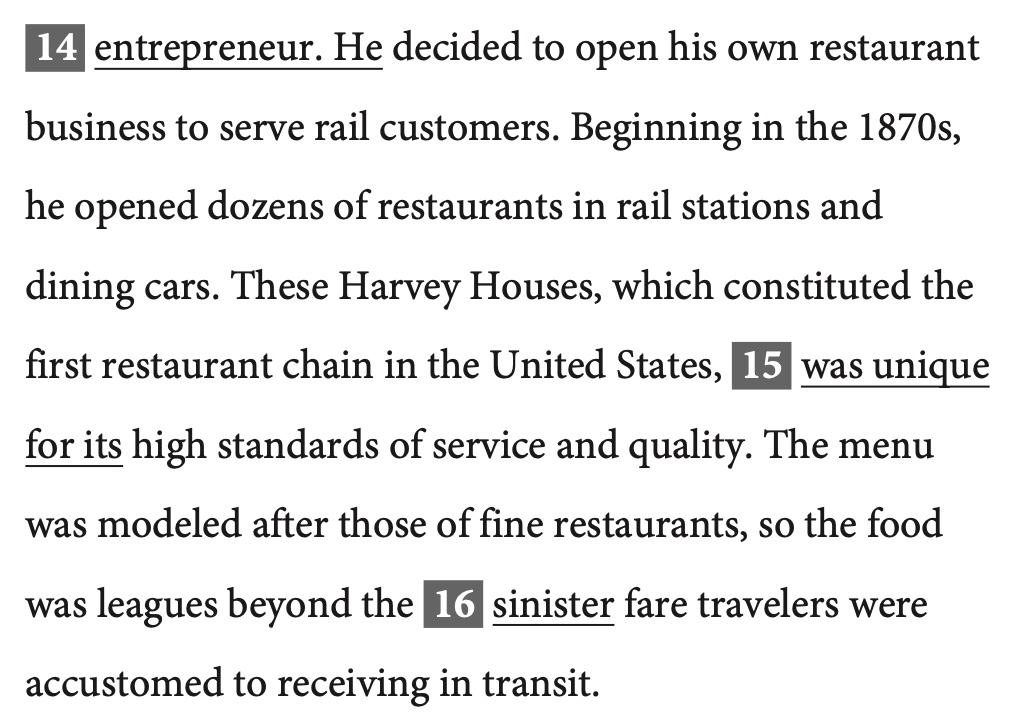 14 entrepreneur. He decided to open his own restaurant
business to serve rail customers. Beginning in the 1870s,
he opened dozens of restaurants in rail stations and
dining cars. These Harvey Houses, which constituted the
first restaurant chain in the United States, 15 was unique
for its high standards of service and quality. The menu
was modeled after those of fine restaurants, so the food
was leagues beyond the 16 sinister fare travelers were
accustomed to receiving in transit.